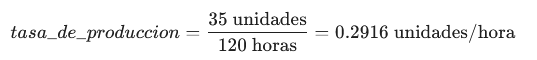 tasa_de_produccion = 35 unidades / 120 horas = 0.2916 unidades/hora